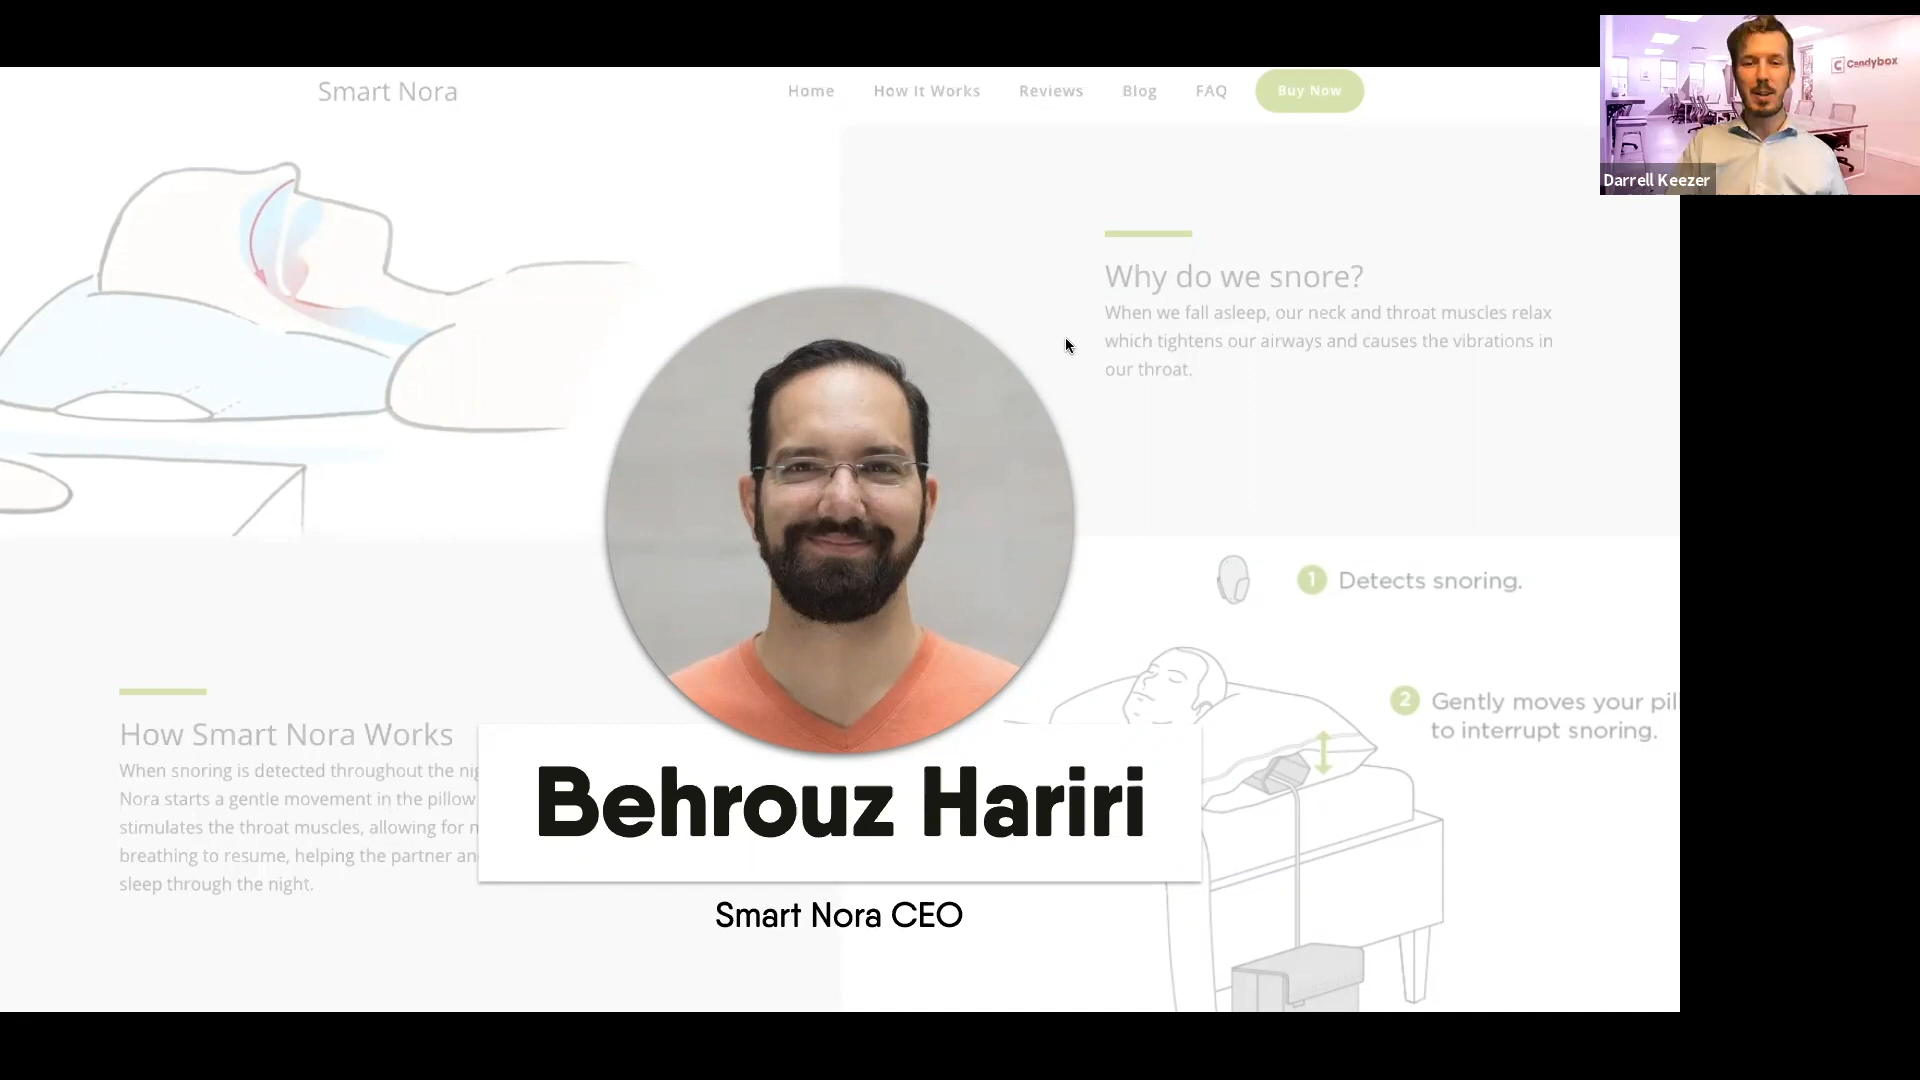 Smart Nora
Home How It Works Reviews Blog FAQ Buy Now
Candybox
Darrell Keezer
Why do we snore?
When we fall asleep, our neck and throat muscles relax
which tightens our airways and causes the vibrations in
our throat.
1 Detects snoring.
2 Gently moves your pil
to interrupt snoring.
How Smart Nora Works
When snoring is detected throughout the nig
Nora starts a gentle movement in the pillow
stimulates the throat muscles, allowing for n
breathing to resume, helping the partner an
sleep through the night.
Behrouz Hariri
Smart Nora CEO